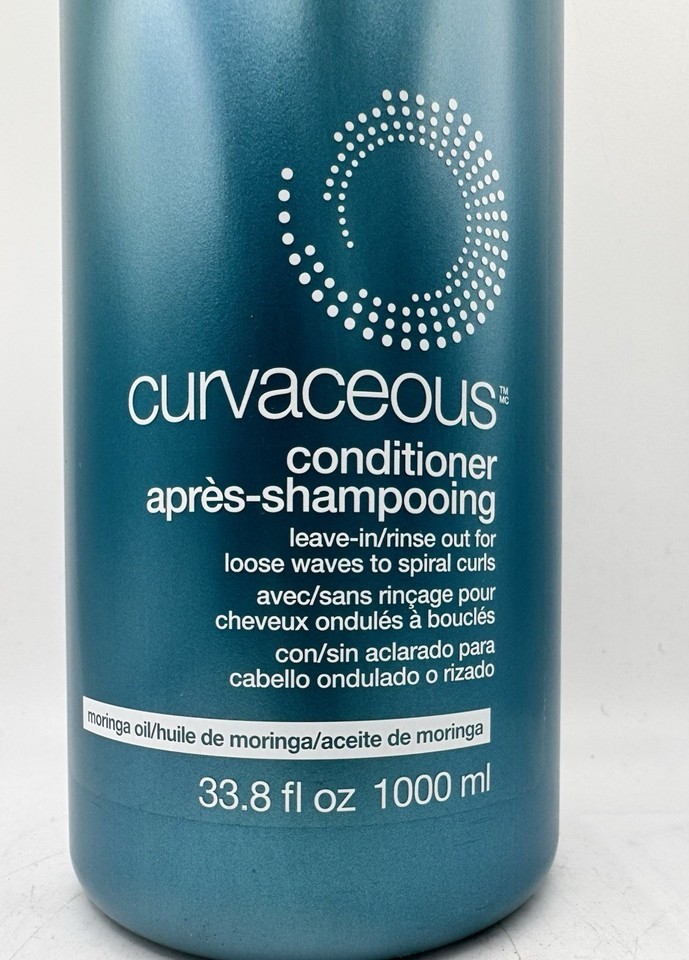 curvaceous™ MC
conditioner
après-shampooing
leave-in/rinse out for
loose waves to spiral curls
avec/sans rinçage pour
cheveux ondulés à bouclés
con/sin aclarado para
cabello ondulado o rizado
moringa oil/huile de moringa/aceite de moringa
33.8 fl oz 1000 ml